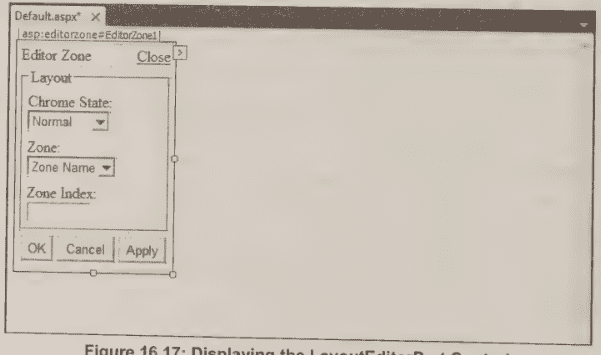 Default.aspx* ×
asp:editorzone#EditorZone1
Editor Zone Close >
Layout
Chrome State:
Normal
Zone:
Zone Name
Zone Index:
OK Cancel Apply
Figure 16.17: Displaying the LayoutEditorPart